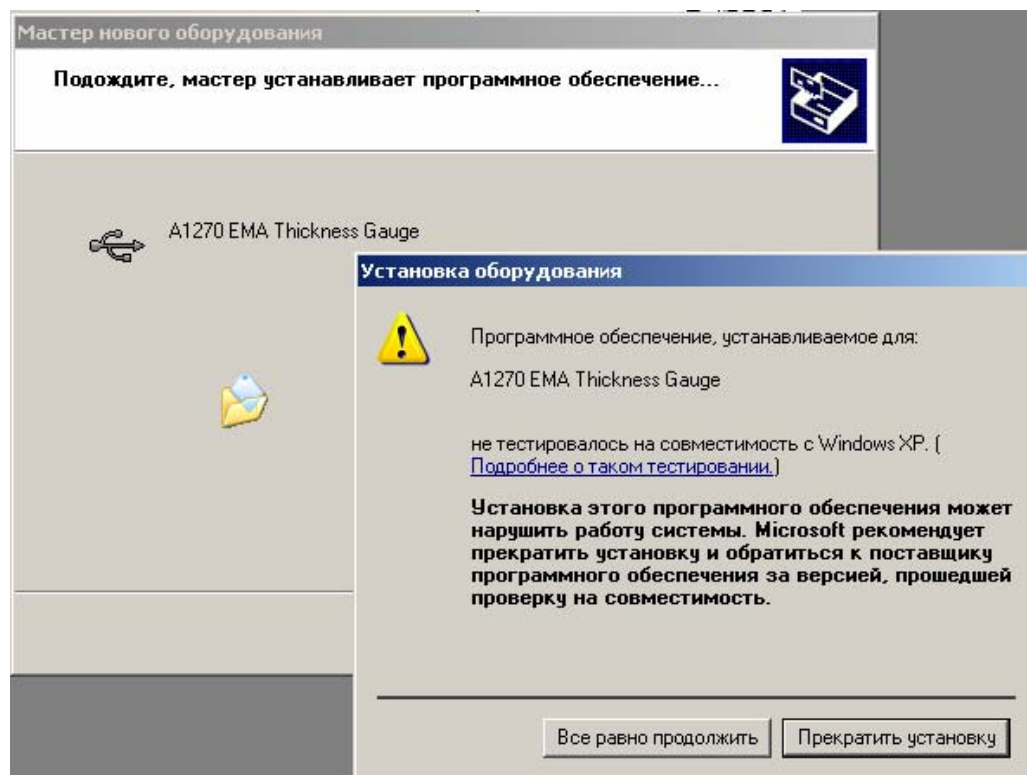 Мастер нового оборудования
Подождите, мастер устанавливает программное обеспечение...
A1270 EMA Thickness Gauge
Установка оборудования
Программное обеспечение, устанавливаемое для:
A1270 EMA Thickness Gauge
не тестировалось на совместимость с Windows XP. (
Подробнее о таком тестировании.)
Установка этого программного обеспечения может
нарушить работу системы. Microsoft рекомендует
прекратить установку и обратиться к поставщику
программного обеспечения за версией, прошедшей
проверку на совместимость.
Все равно продолжить
Прекратить установку